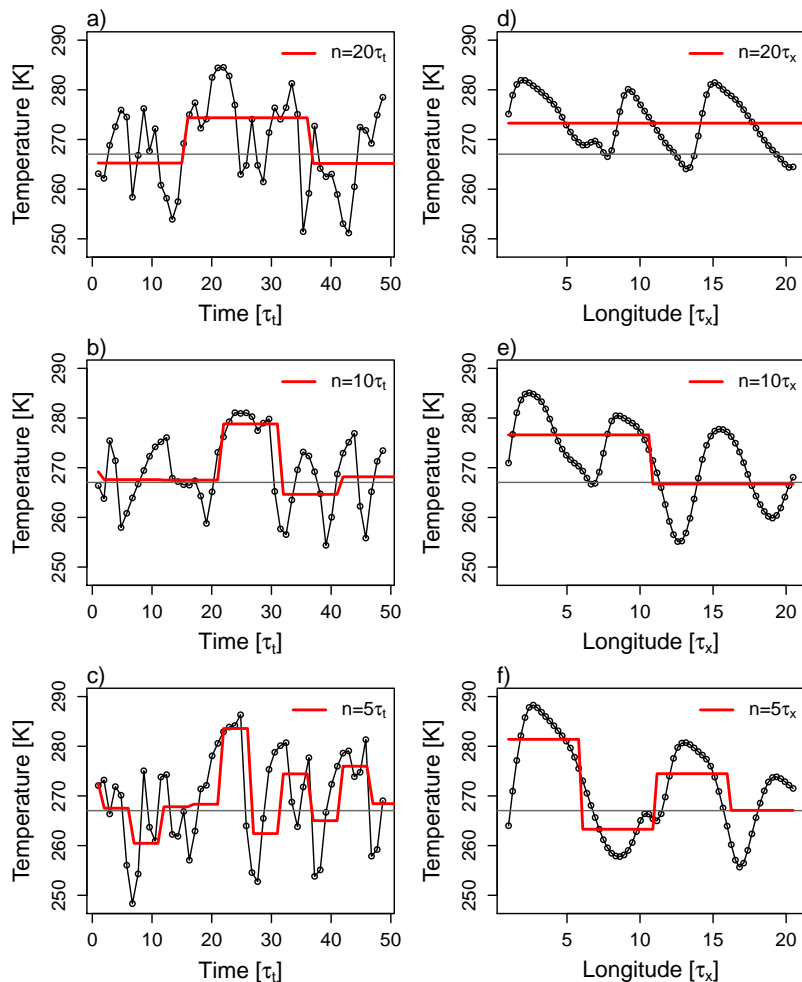 a)
n=20τt
Temperature [K]
250 260 270 280 290
0 10 20 30 40 50
Time [τt]
d)
n=20τx
Temperature [K]
250 260 270 280 290
5 10 15 20
Longitude [τx]
b)
n=10τt
Temperature [K]
250 260 270 280 290
0 10 20 30 40 50
Time [τt]
e)
n=10τx
Temperature [K]
250 260 270 280 290
5 10 15 20
Longitude [τx]
c)
n=5τt
Temperature [K]
250 260 270 280 290
0 10 20 30 40 50
Time [τt]
f)
n=5τx
Temperature [K]
250 260 270 280 290
5 10 15 20
Longitude [τx]